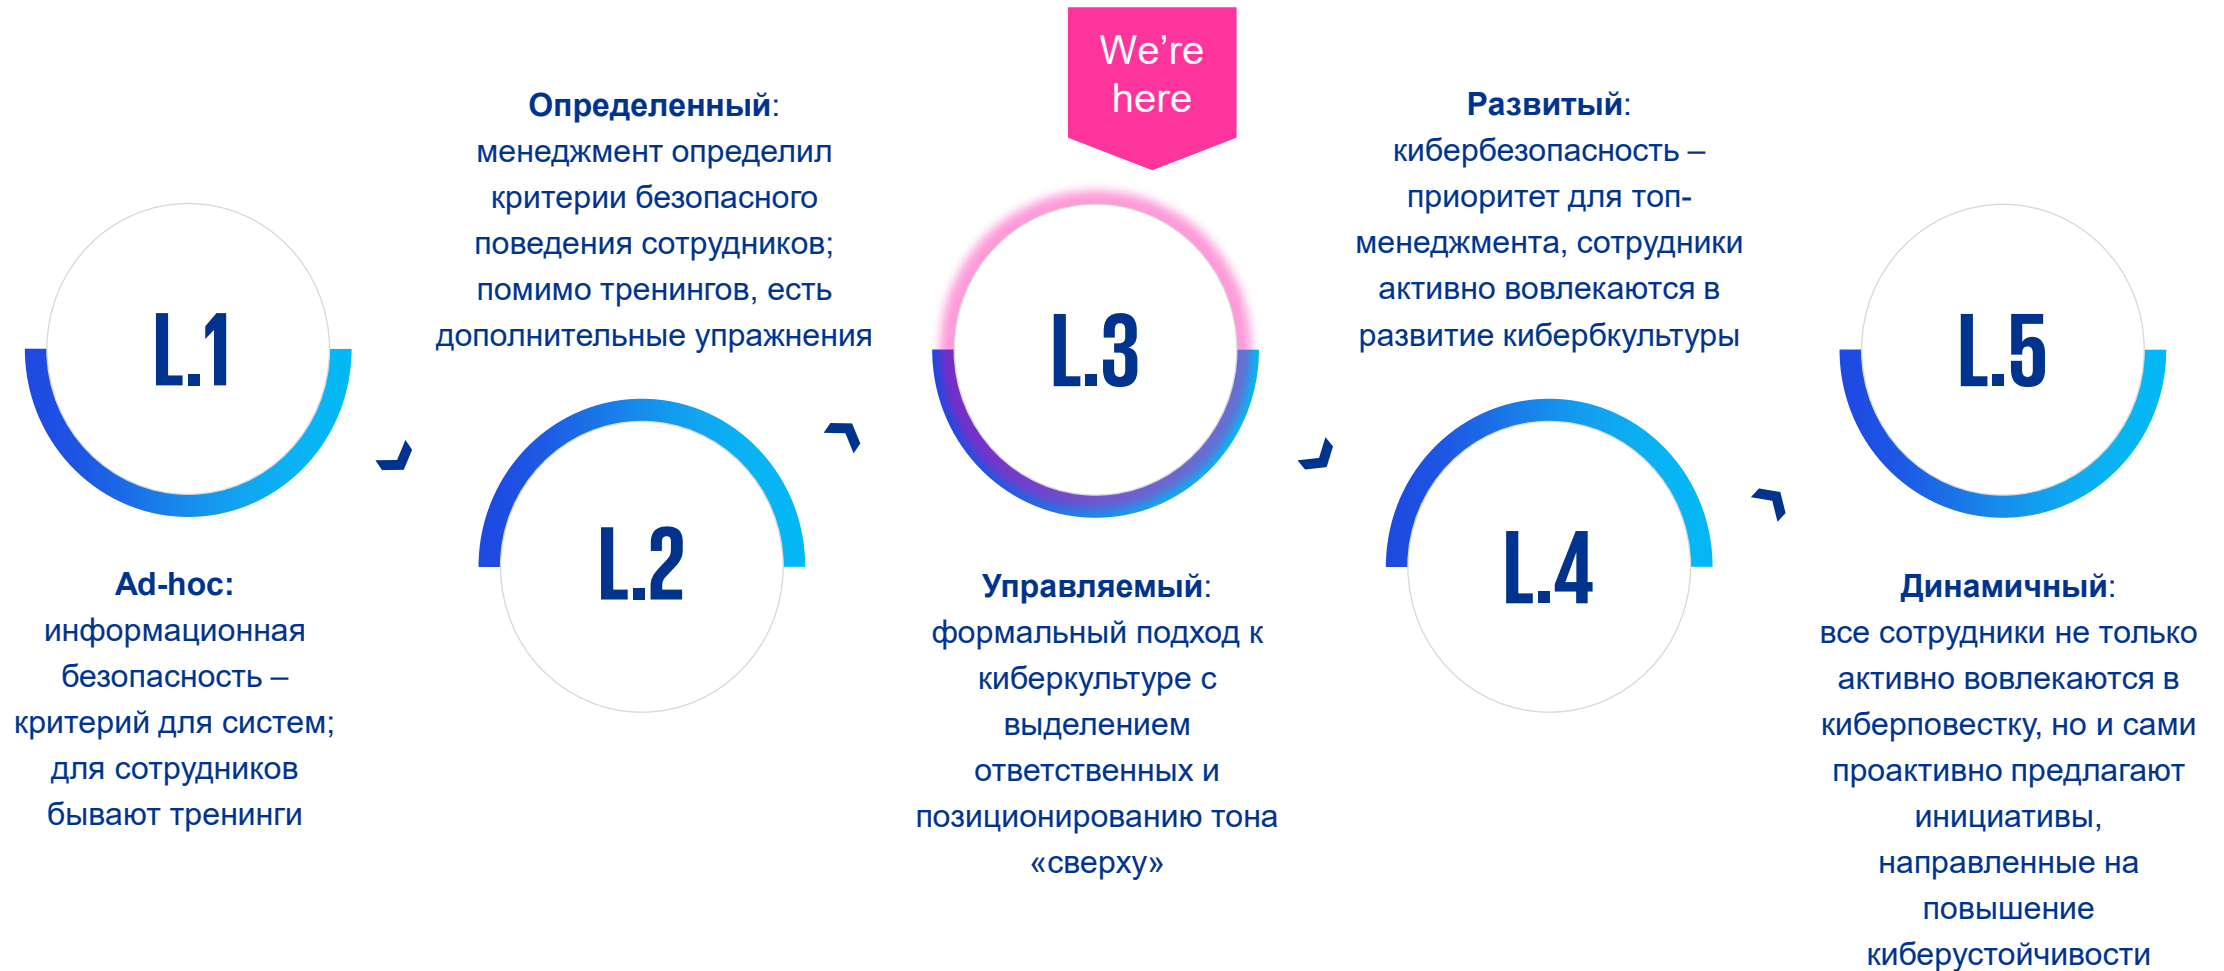 We’re
here
L.1
Ad-hoc:
информационная
безопасность –
критерий для систем;
для сотрудников
бывают тренинги
Определенный:
менеджмент определил
критерии безопасного
поведения сотрудников;
помимо тренингов, есть
дополнительные упражнения
L.2
L.3
Управляемый:
формальный подход к
киберкультуре с
выделением
ответственных и
позиционированию тона
«сверху»
Развитый:
кибербезопасность –
приоритет для топ-
менеджмента, сотрудники
активно вовлекаются в
развитие кибербкультуры
L.4
L.5
Динамичный:
все сотрудники не только
активно вовлекаются в
киберповестку, но и сами
проактивно предлагают
инициативы,
направленные на
повышение
киберустойчивости